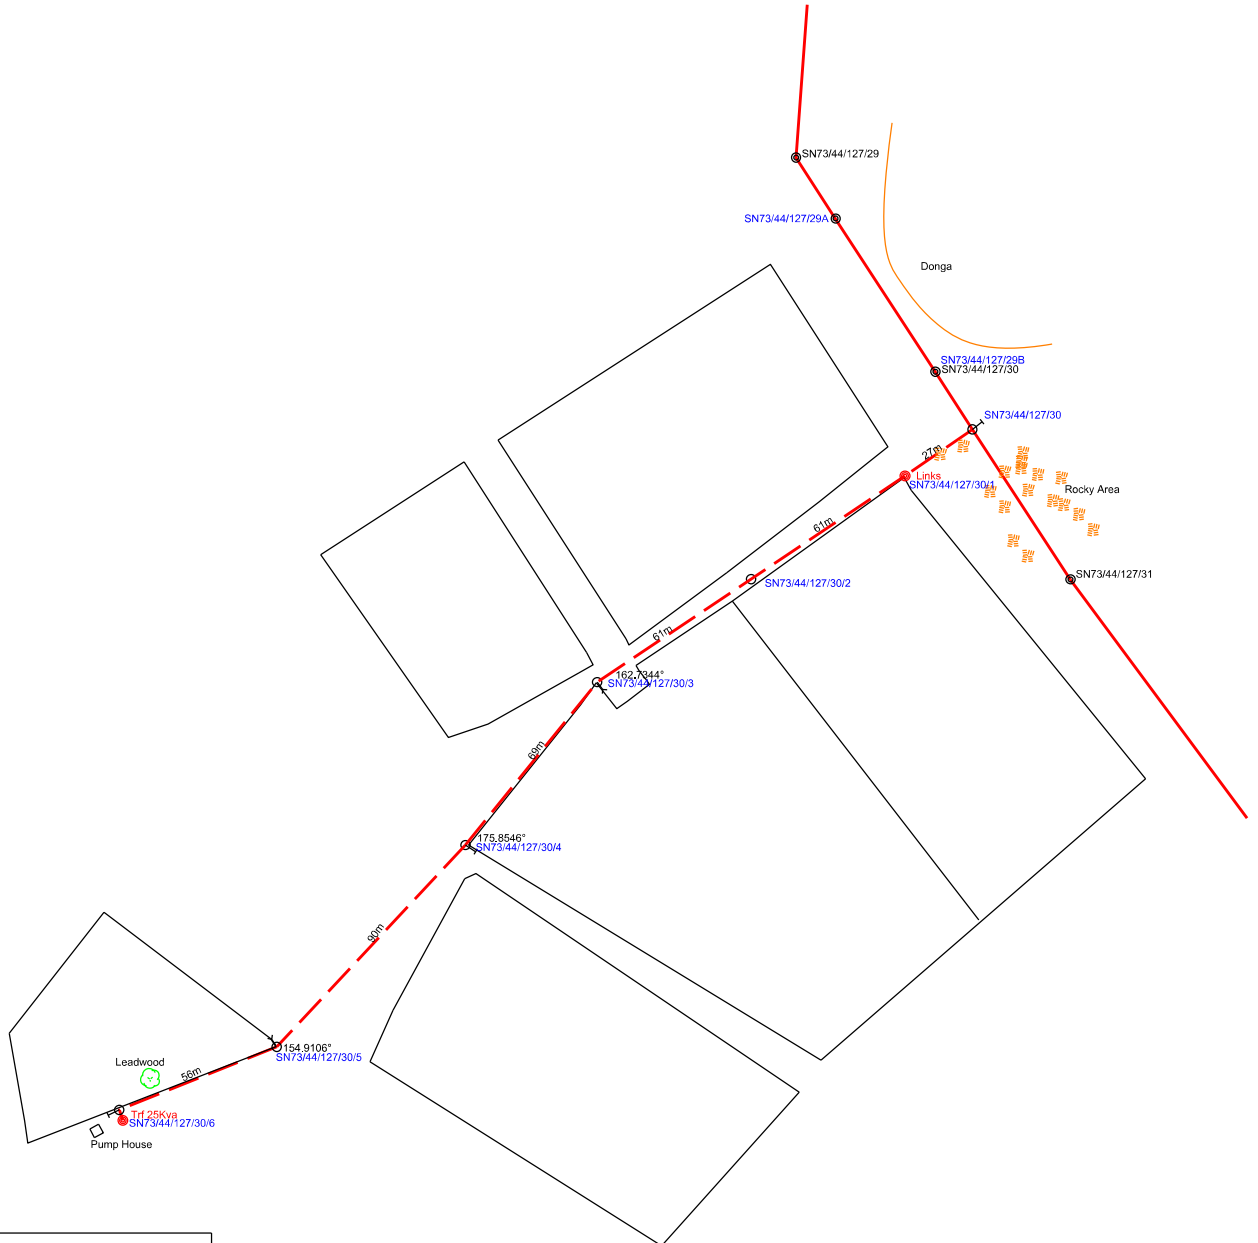 SN73/44/127/29
SN73/44/127/29A
Donga
SN73/44/127/29B
SN73/44/127/30
SN73/44/127/30
27m
Links
SN73/44/127/30/1
Rocky Area
61m
SN73/44/127/31
SN73/44/127/30/2
61m
162.7344°
SN73/44/127/30/3
69m
175.8546°
SN73/44/127/30/4
90m
154.9106°
SN73/44/127/30/5
Leadwood
56m
Trf 25Kva
SN73/44/127/30/6
Pump House